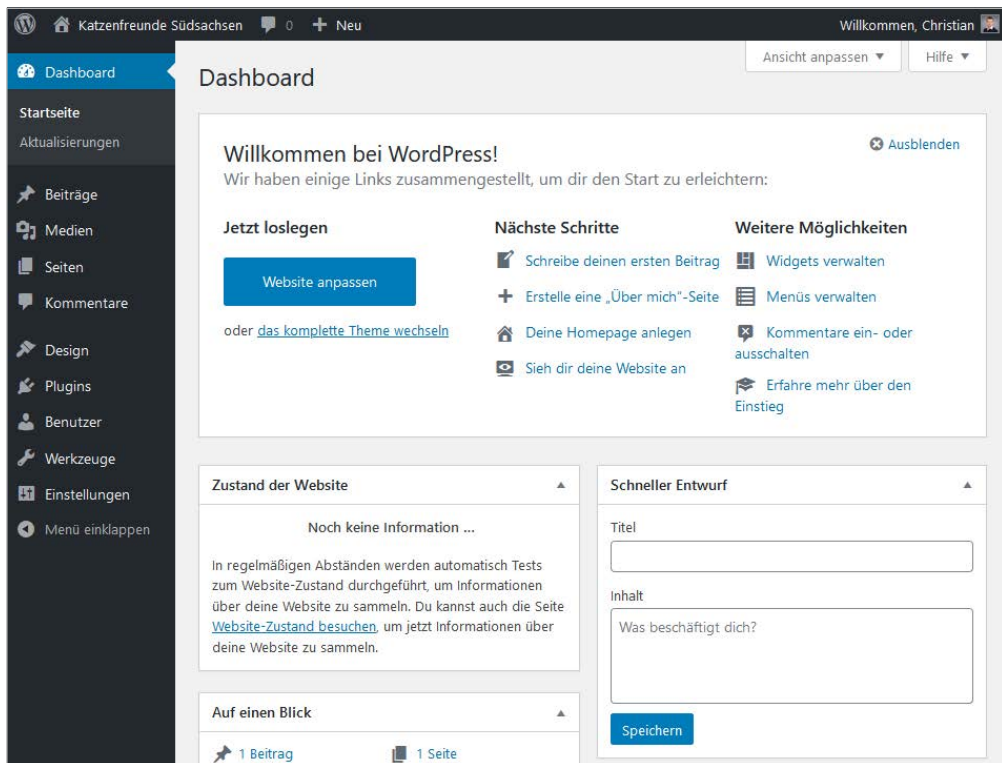 Katzenfreunde Südsachsen 0 Neu Willkommen, Christian
Ansicht anpassen Hilfe
Dashboard
Startseite
Aktualisierungen
Beiträge
Medien
Seiten
Kommentare
Design
Plugins
Benutzer
Werkzeuge
Einstellungen
Menü einklappen
Dashboard
Willkommen bei WordPress!
Ausblenden
Wir haben einige Links zusammengestellt, um dir den Start zu erleichtern:
Jetzt loslegen
Website anpassen
oder das komplette Theme wechseln
Nächste Schritte
Schreibe deinen ersten Beitrag
Erstelle eine „Über mich"-Seite
Deine Homepage anlegen
Sieh dir deine Website an
Weitere Möglichkeiten
Widgets verwalten
Menüs verwalten
Kommentare ein- oder
ausschalten
Erfahre mehr über den
Einstieg
Zustand der Website
Noch keine Information ...
In regelmäßigen Abständen werden automatisch Tests
zum Website-Zustand durchgeführt, um Informationen
über deine Website zu sammeln. Du kannst auch die Seite
Website-Zustand besuchen, um jetzt Informationen über
deine Website zu sammeln.
Auf einen Blick
1 Beitrag 1 Seite
Schneller Entwurf
Titel
Inhalt
Was beschäftigt dich?
Speichern